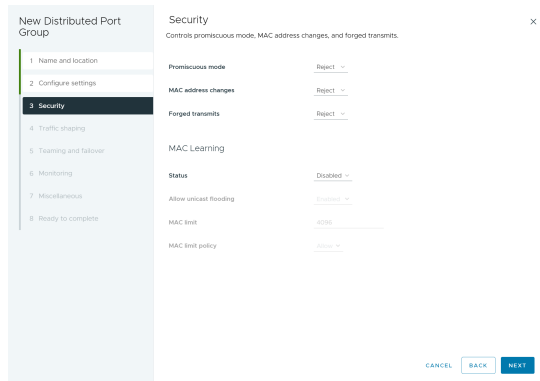 New Distributed Port
Group
1 Name and location
2 Configure settings
3 Security
4 Traffic shaping
5 Teaming and failover
6 Monitoring
7 Miscellaneous
8 Ready to complete
Security
Controls promiscuous mode, MAC address changes, and forged transmits.
Promiscuous mode Reject
MAC address changes Reject
Forged transmits Reject
MAC Learning
Status Disabled
Allow unicast flooding Enabled
MAC limit 4096
MAC limit policy Allow
CANCEL BACK NEXT